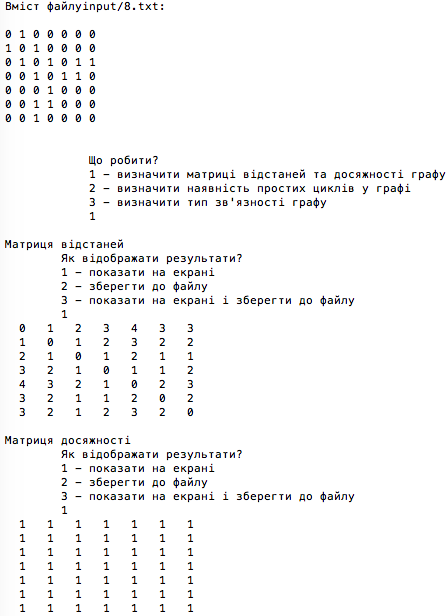 Вміст файлуinput/8.txt:
0 1 0 0 0 0 0
1 0 1 0 0 0 0
0 1 0 1 0 1 1
0 0 1 0 1 1 0
0 0 0 1 0 0 0
0 0 1 1 0 0 0
0 0 1 0 0 0 0
Що робити?
1 – визначити матриці відстаней та досяжності графу
2 – визначити наявність простих циклів у графі
3 – визначити тип зв'язності графу
1
Матриця відстаней
Як відображати результати?
1 – показати на екрані
2 – зберегти до файлу
3 – показати на екрані і зберегти до файлу
1
0 1 2 3 4 3 3
1 0 1 2 3 2 2
2 1 0 1 2 1 1
3 2 1 0 1 1 2
4 3 2 1 0 2 3
3 2 1 1 2 0 2
3 2 1 2 3 2 0
Матриця досяжності
Як відображати результати?
1 – показати на екрані
2 – зберегти до файлу
3 – показати на екрані і зберегти до файлу
1
1 1 1 1 1 1 1
1 1 1 1 1 1 1
1 1 1 1 1 1 1
1 1 1 1 1 1 1
1 1 1 1 1 1 1
1 1 1 1 1 1 1
1 1 1 1 1 1 1